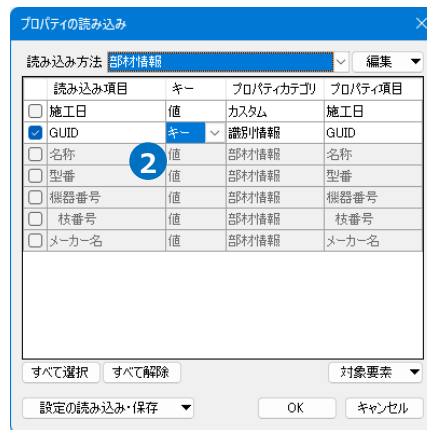 プロパティの読み込み
読み込み方法 部材情報 編集
読み込み項目 キー プロパティカテゴリ プロパティ項目
施工日 値 カスタム 施工日
GUID キー 識別情報 GUID
名称 値 部材情報 名称
型番 値 部材情報 型番
機器番号 値 部材情報 機器番号
枝番号 値 部材情報 枝番号
メーカー名 値 部材情報 メーカー名
2
すべて選択 すべて解除 対象要素
設定の読み込み・保存 OK キャンセル